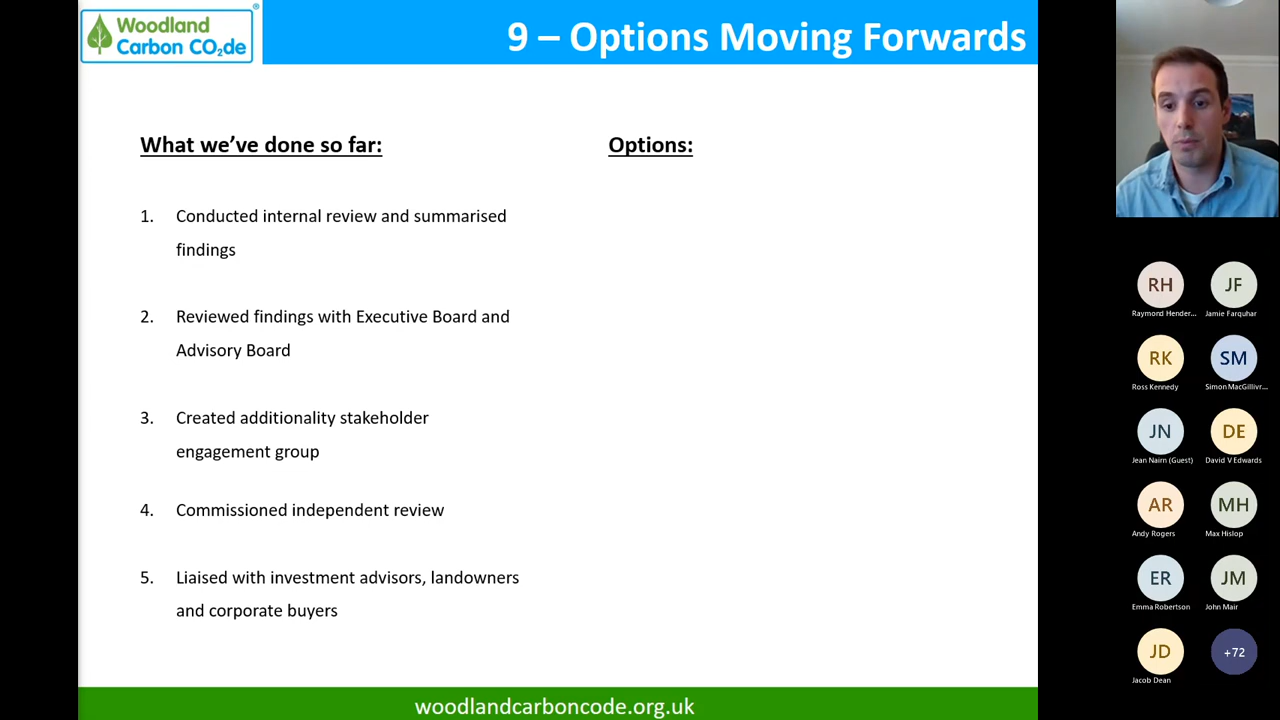 Woodland
Carbon CO2de
®
9 – Options Moving Forwards
What we’ve done so far:
1. Conducted internal review and summarised
findings
2. Reviewed findings with Executive Board and
Advisory Board
3. Created additionality stakeholder
engagement group
4. Commissioned independent review
5. Liaised with investment advisors, landowners
and corporate buyers
Options:
woodlandcarboncode.org.uk
RH
Raymond Hender...
JF
Jamie Farquhar
RK
Ross Kennedy
SM
Simon MacGillivr...
JN
Jean Nairn (Guest)
DE
David V Edwards
AR
Andy Rogers
MH
Max Hislop
ER
Emma Robertson
JM
John Mair
JD
Jacob Dean
+72